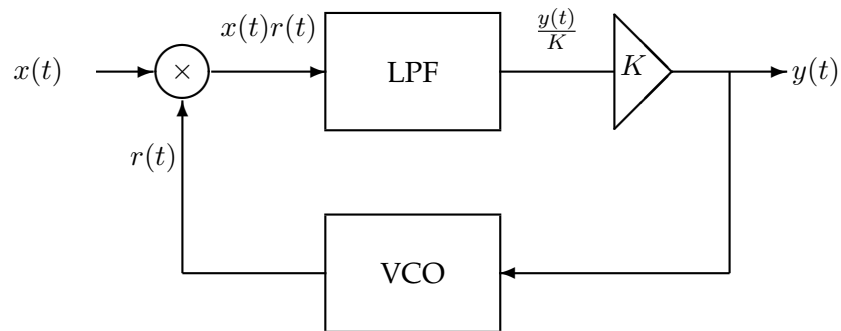 x(t)
×
x(t)r(t)
LPF
y(t)/K
K
y(t)
r(t)
VCO